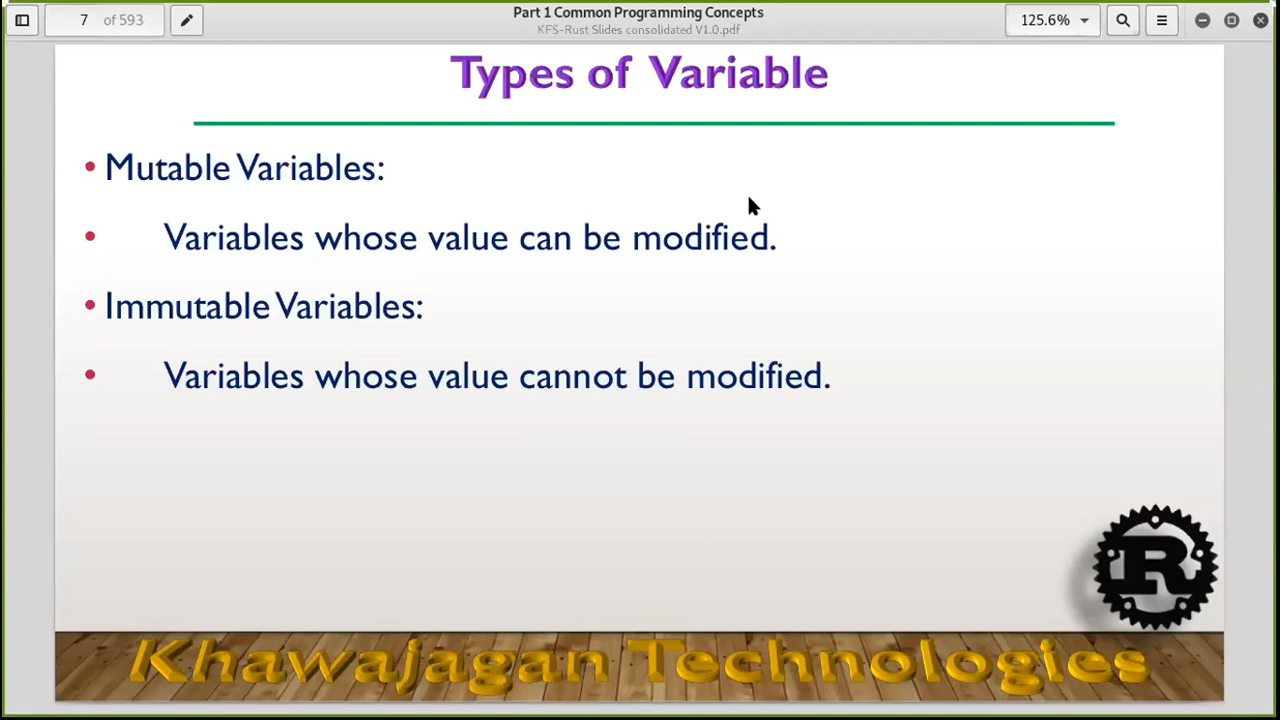 7 of 593
Part 1 Common Programming Concepts
KFS-Rust Slides consolidated V1.0.pdf
125.6%
Types of Variable
• Mutable Variables:
• Variables whose value can be modified.
• Immutable Variables:
• Variables whose value cannot be modified.
R
Khawajagan Technologies